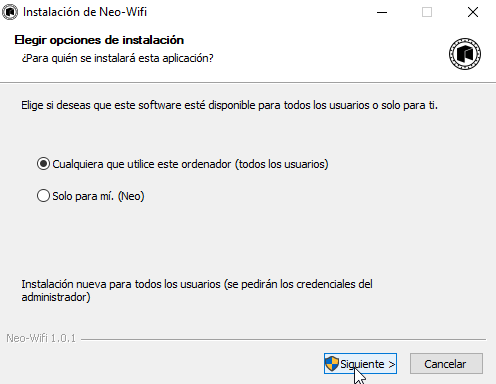 Instalación de Neo-Wifi
Elegir opciones de instalación
¿Para quién se instalará esta aplicación?
Elige si deseas que este software esté disponible para todos los usuarios o solo para ti.
Cualquiera que utilice este ordenador (todos los usuarios)
Solo para mí. (Neo)
Instalación nueva para todos los usuarios (se pedirán los credenciales del
administrador)
Neo-Wifi 1.0.1
Siguiente >
Cancelar